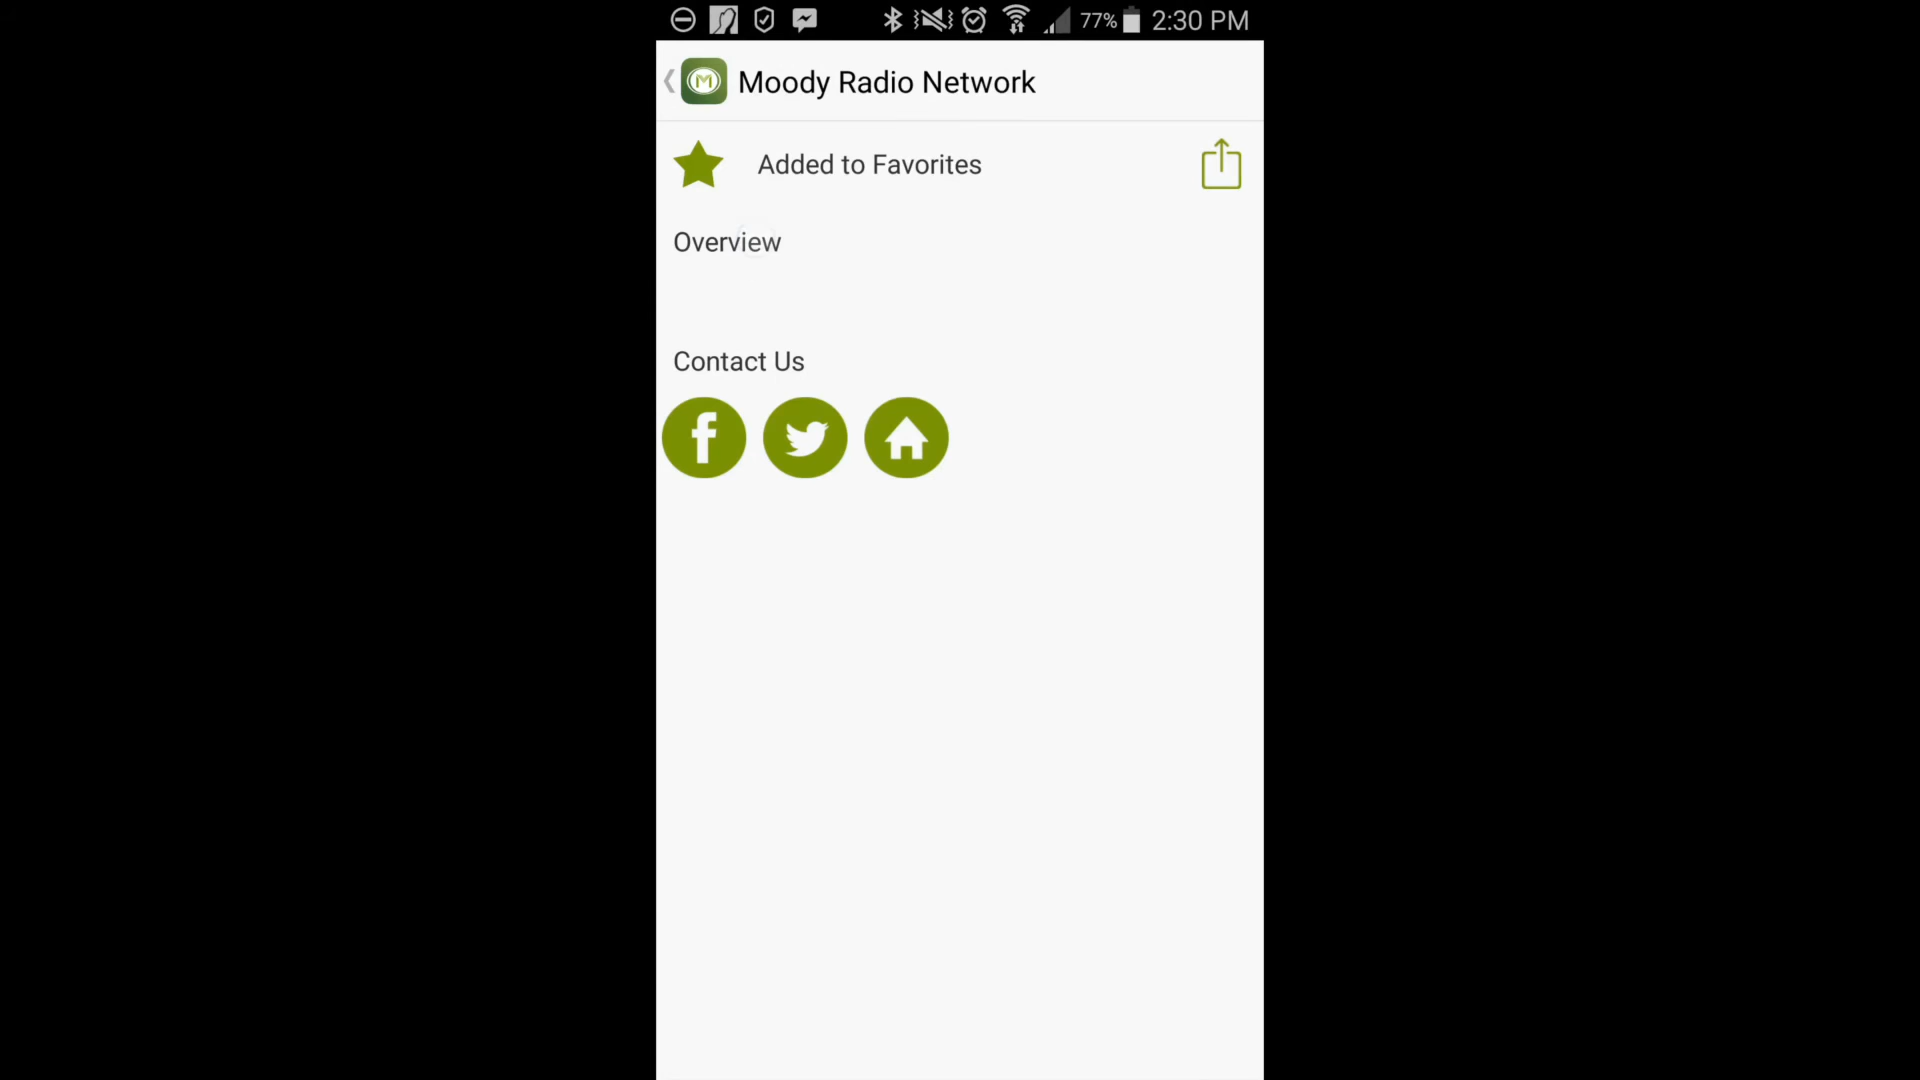 77% 2:30 PM
M Moody Radio Network
Added to Favorites
Overview
Contact Us